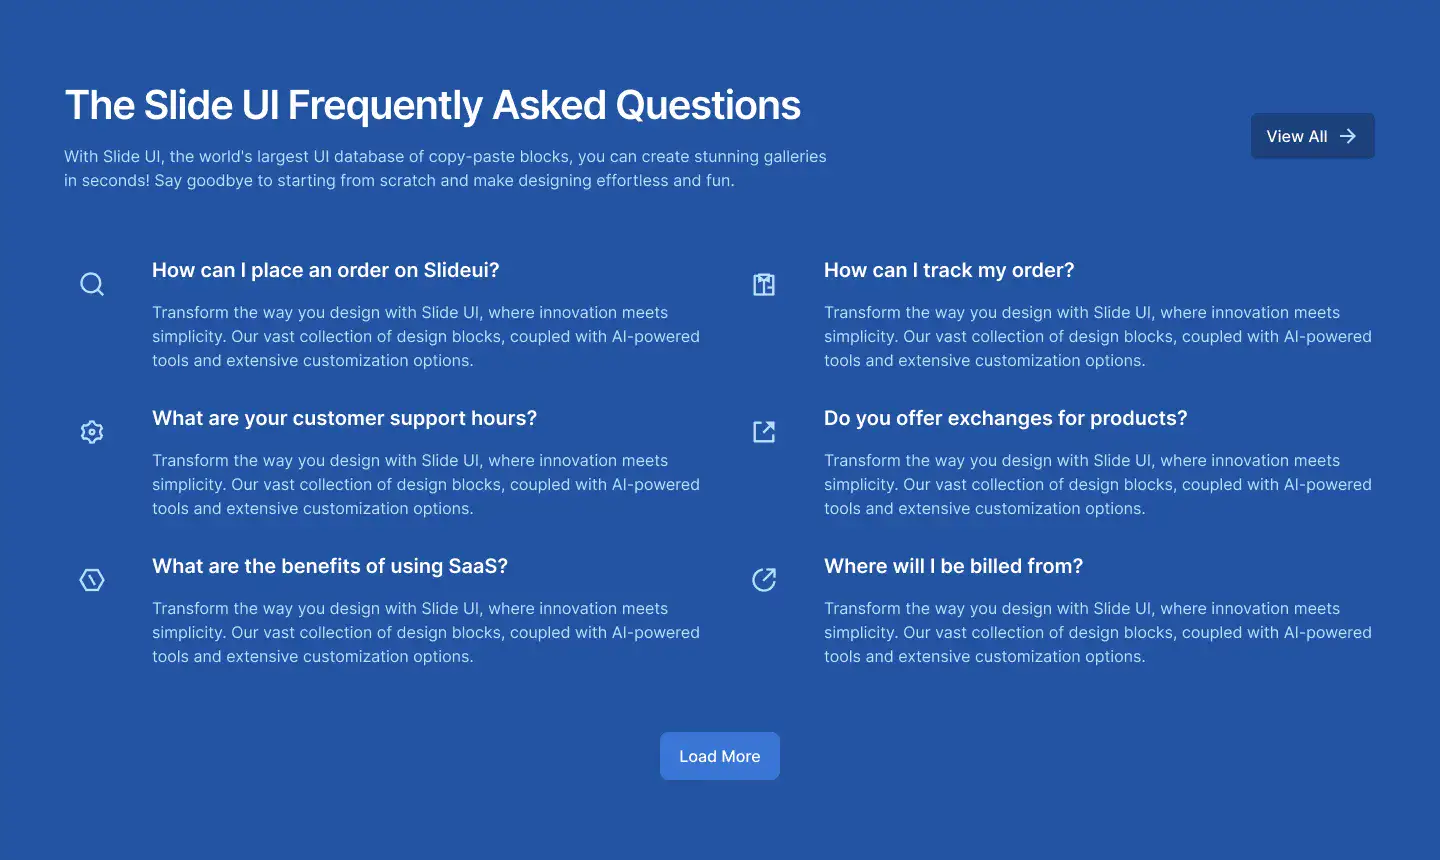 The Slide UI Frequently Asked Questions
With Slide UI, the world's largest UI database of copy-paste blocks, you can create stunning galleries
in seconds! Say goodbye to starting from scratch and make designing effortless and fun.
View All
How can I place an order on Slideui?
Transform the way you design with Slide UI, where innovation meets
simplicity. Our vast collection of design blocks, coupled with AI-powered
tools and extensive customization options.
How can I track my order?
Transform the way you design with Slide UI, where innovation meets
simplicity. Our vast collection of design blocks, coupled with AI-powered
tools and extensive customization options.
What are your customer support hours?
Transform the way you design with Slide UI, where innovation meets
simplicity. Our vast collection of design blocks, coupled with AI-powered
tools and extensive customization options.
Do you offer exchanges for products?
Transform the way you design with Slide UI, where innovation meets
simplicity. Our vast collection of design blocks, coupled with AI-powered
tools and extensive customization options.
What are the benefits of using SaaS?
Transform the way you design with Slide UI, where innovation meets
simplicity. Our vast collection of design blocks, coupled with AI-powered
tools and extensive customization options.
Where will I be billed from?
Transform the way you design with Slide UI, where innovation meets
simplicity. Our vast collection of design blocks, coupled with AI-powered
tools and extensive customization options.
Load More